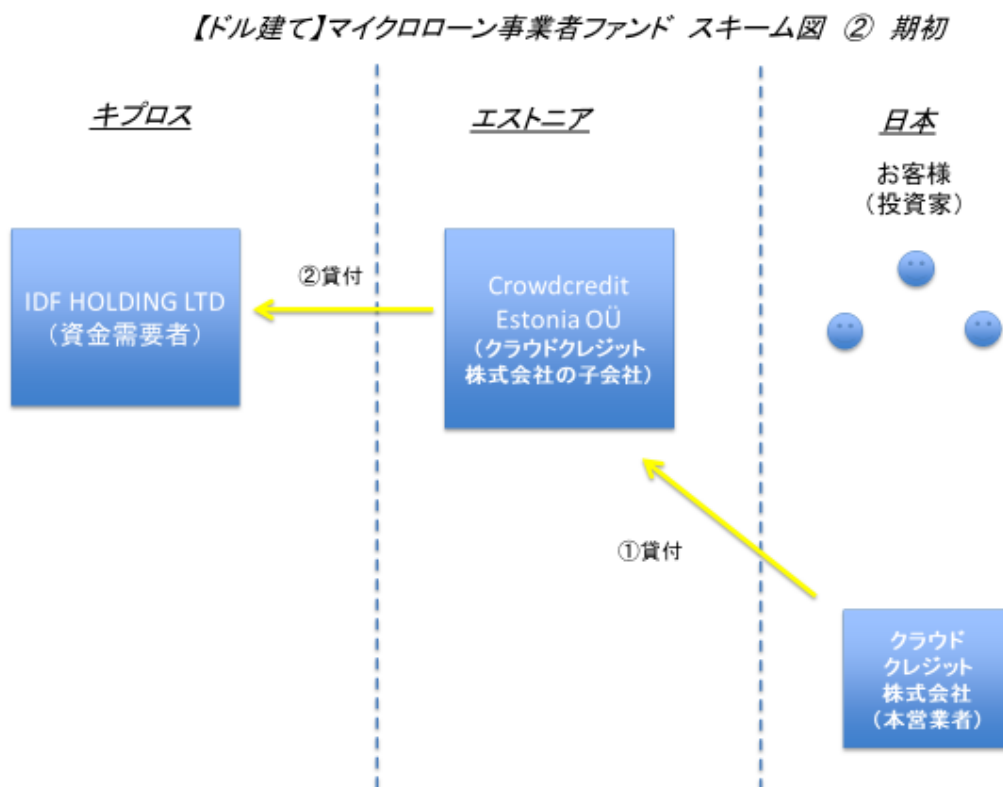 【ドル建て】マイクロローン事業者ファンド スキーム図 ② 期初
キプロス
エストニア
日本
お客様
（投資家）
IDF HOLDING LTD
（資金需要者）
②貸付
Crowdcredit
Estonia OÜ
（クラウドクレジット
株式会社の子会社）
①貸付
クラウド
クレジット
株式会社
（本営業者）